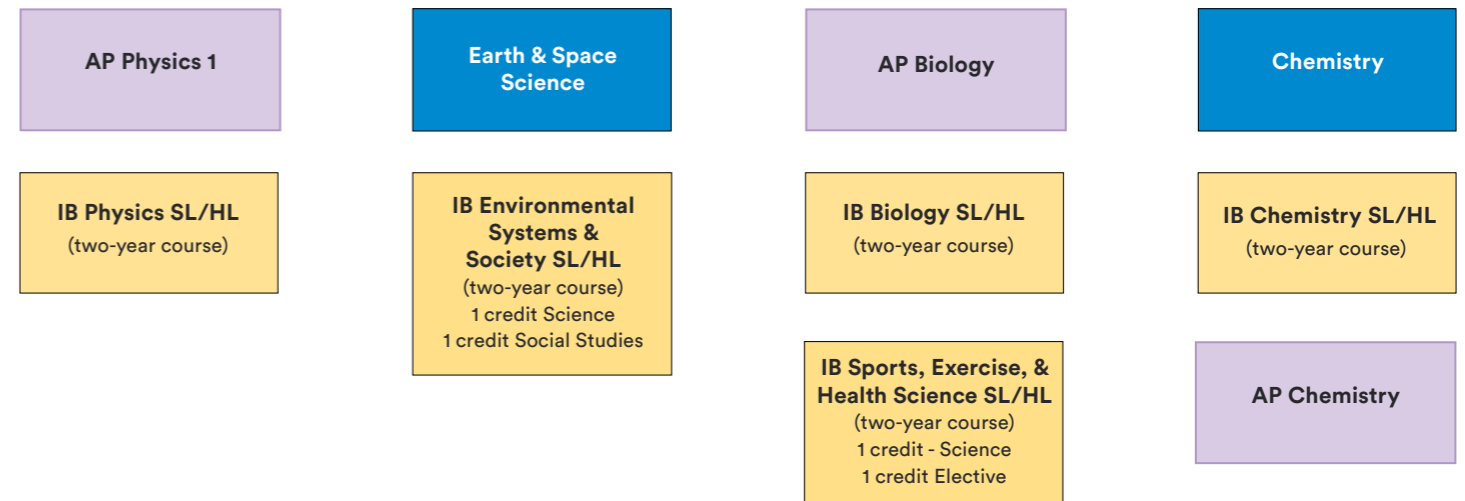 AP Physics 1
Earth & Space
Science
AP Biology
Chemistry
IB Physics SL/HL
(two-year course)
IB Environmental
Systems &
Society SL/HL
(two-year course)
1 credit Science
1 credit Social Studies
IB Biology SL/HL
(two-year course)
IB Chemistry SL/HL
(two-year course)
IB Sports, Exercise, &
Health Science SL/HL
(two-year course)
1 credit - Science
1 credit Elective
AP Chemistry